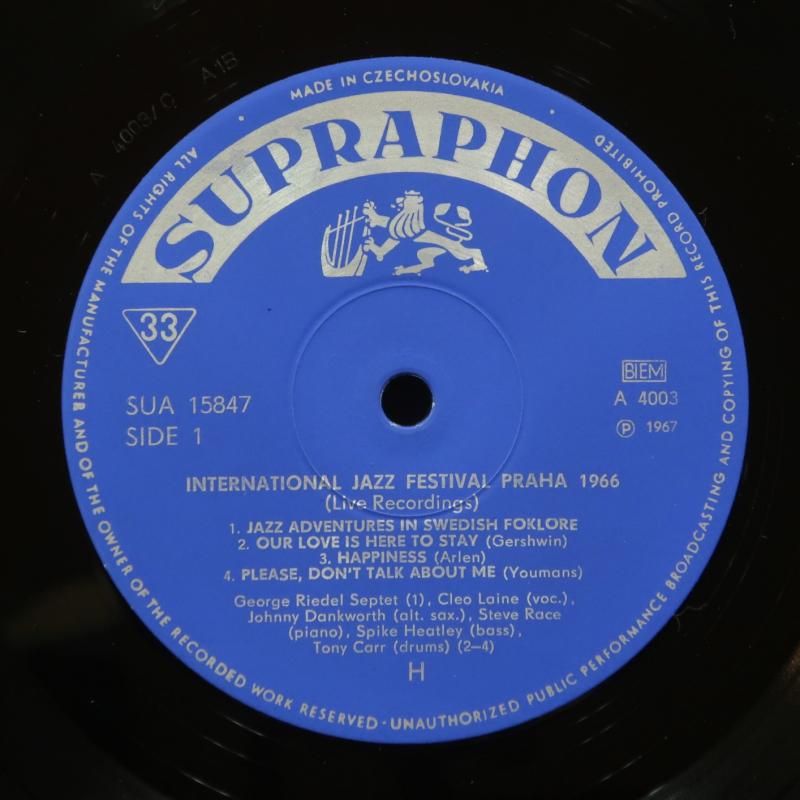 A 4003/C A1B
MADE IN CZECHOSLOVAKIA
SUPRAPHON
33
SUA 15847
SIDE 1
BIEM
A 4003
Ⓟ 1967
INTERNATIONAL JAZZ FESTIVAL PRAHA 1966
(Live Recordings)
1. JAZZ ADVENTURES IN SWEDISH FOKLORE
2. OUR LOVE IS HERE TO STAY (Gershwin)
3. HAPPINESS (Arlen)
4. PLEASE, DON'T TALK ABOUT ME (Youmans)
George Riedel Septet (1), Cleo Laine (voc.),
Johnny Dankworth (alt. sax.), Steve Race
(piano), Spike Heatley (bass),
Tony Carr (drums) (2—4)
H
ALL RIGHTS OF THE MANUFACTURER AND OF THE OWNER OF THE RECORDED WORK RESERVED · UNAUTHORIZED PUBLIC PERFORMANCE BROADCASTING AND COPYING OF THIS RECORD PROHIBITED